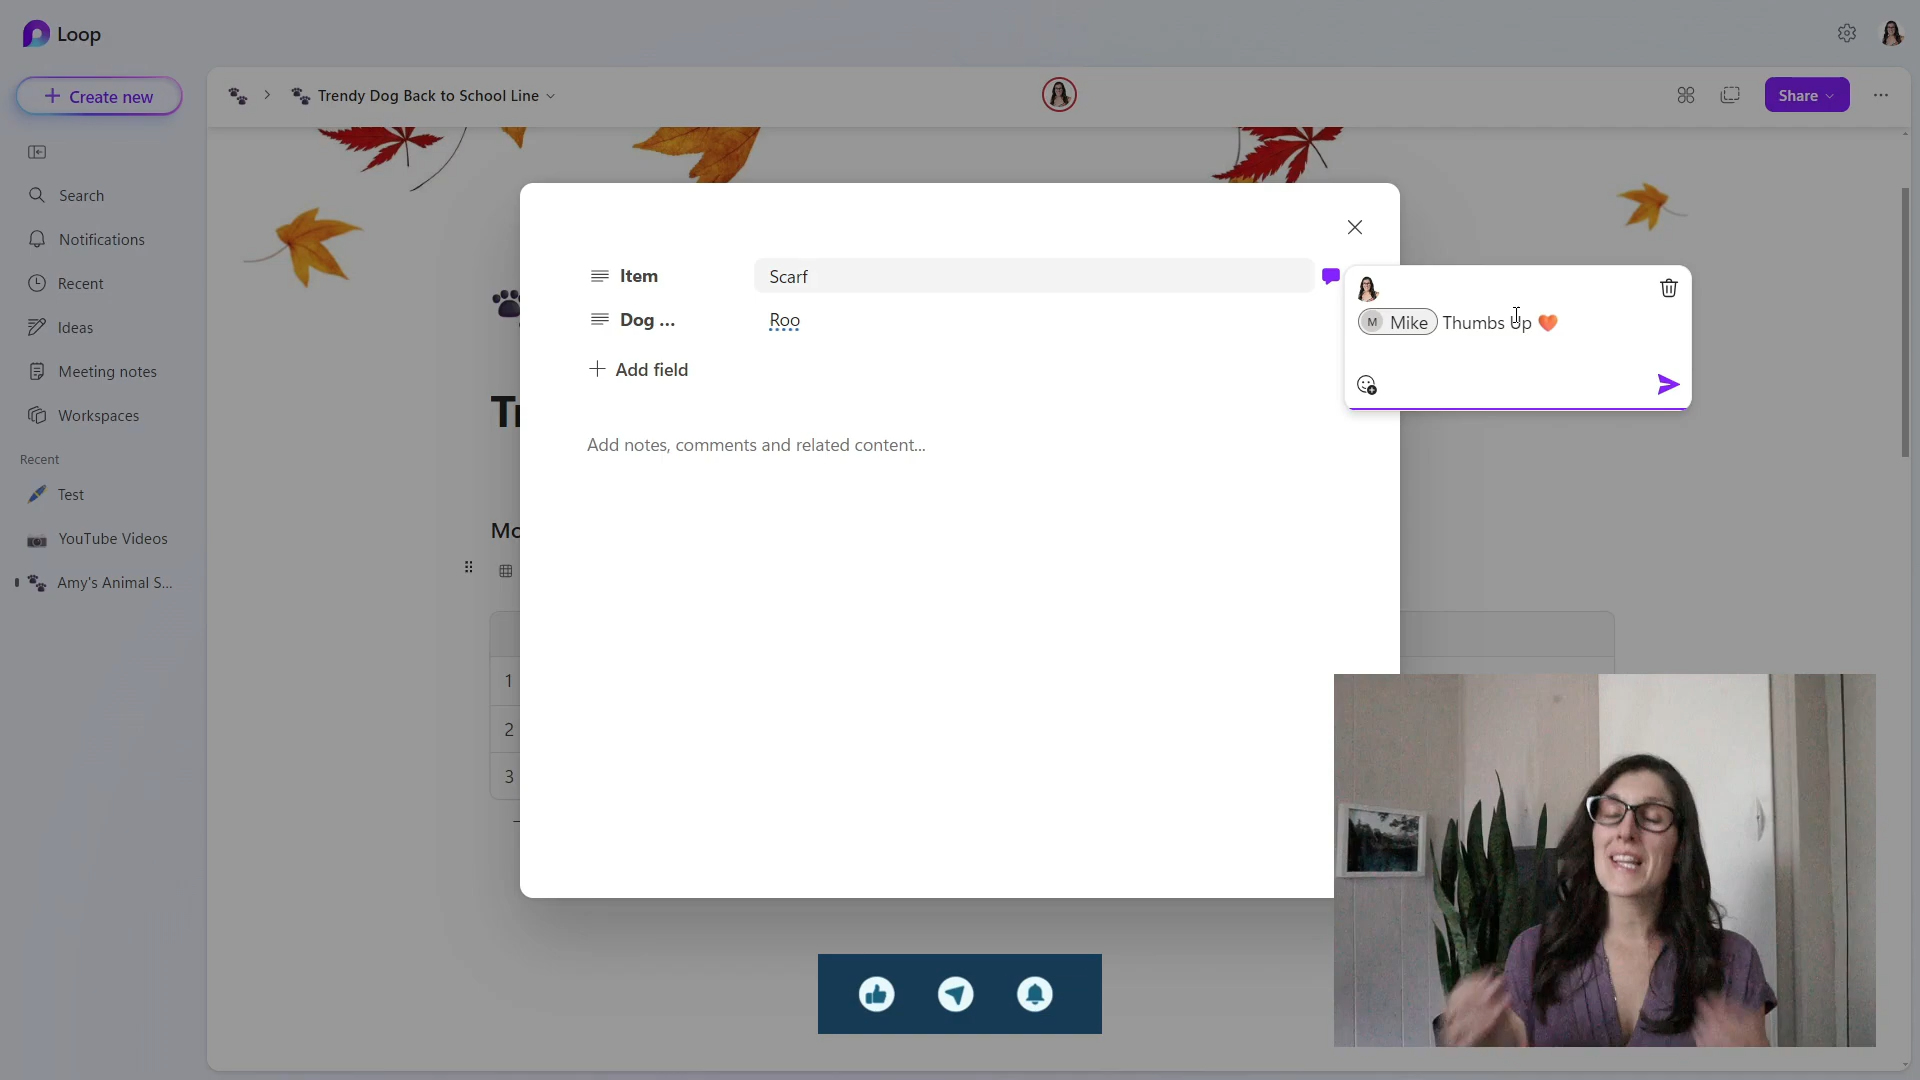 Loop
Create new
Trendy Dog Back to School Line
Share
Search
Notifications
Recent
Ideas
Meeting notes
Workspaces
Recent
Test
YouTube Videos
Amy's Animal S...
Item
Scarf
Dog ...
Roo
Add field
Add notes, comments and related content...
M Mike Thumbs Up
Tr
Mo
1
2
3